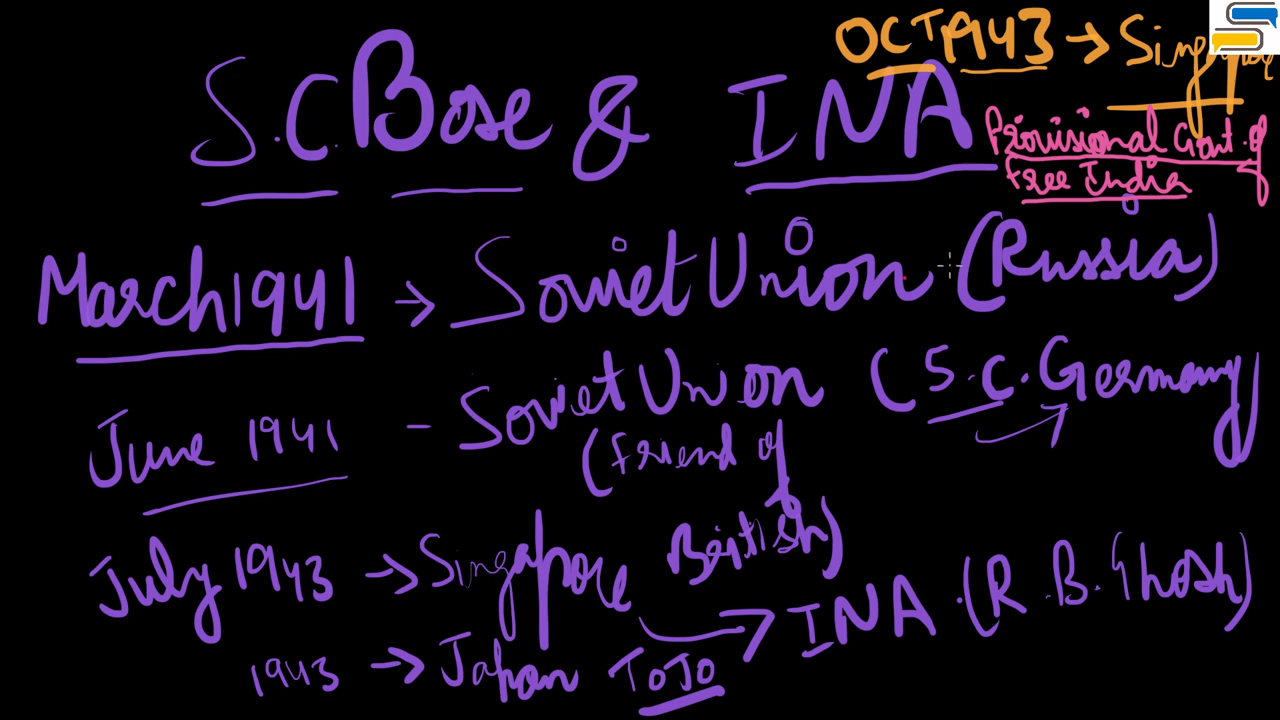 OCT 1943 → Singapore
S.C. Bose & INA
Provisional Govt. of
Free India
March 1941 → Soviet Union (Russia)
June 1941 - Soviet Union (S.C. Germany
(Friend of
British)
July 1943 → Singapore → INA (R.B. Ghosh)
1943 → Japan TOJO